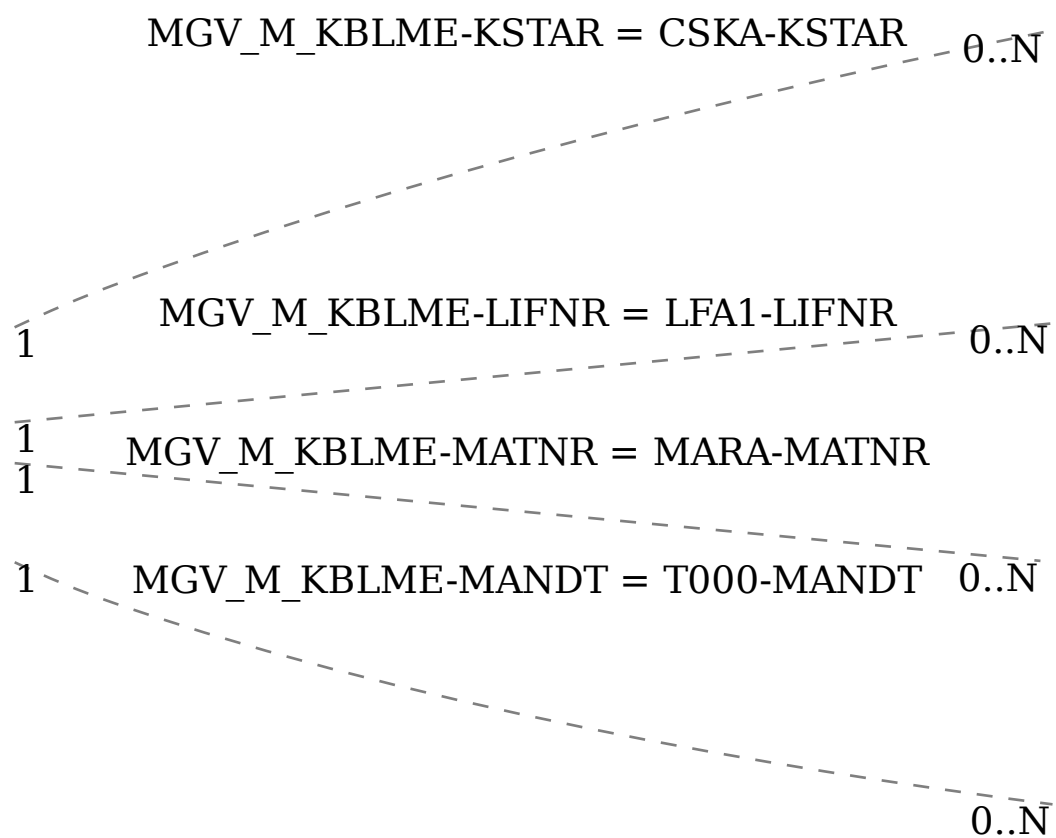 MGV_M_KBLME-KSTAR = CSKA-KSTAR
0..N
MGV_M_KBLME-LIFNR = LFA1-LIFNR
1
0..N
1
MGV_M_KBLME-MATNR = MARA-MATNR
1
1
MGV_M_KBLME-MANDT = T000-MANDT
0..N
0..N